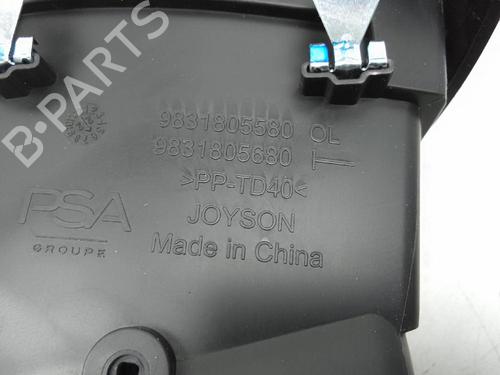 9831805580 OL
9831805680
>PP-TD40<
JOYSON
Made in China
PSA
GROUPE
B-PARTS